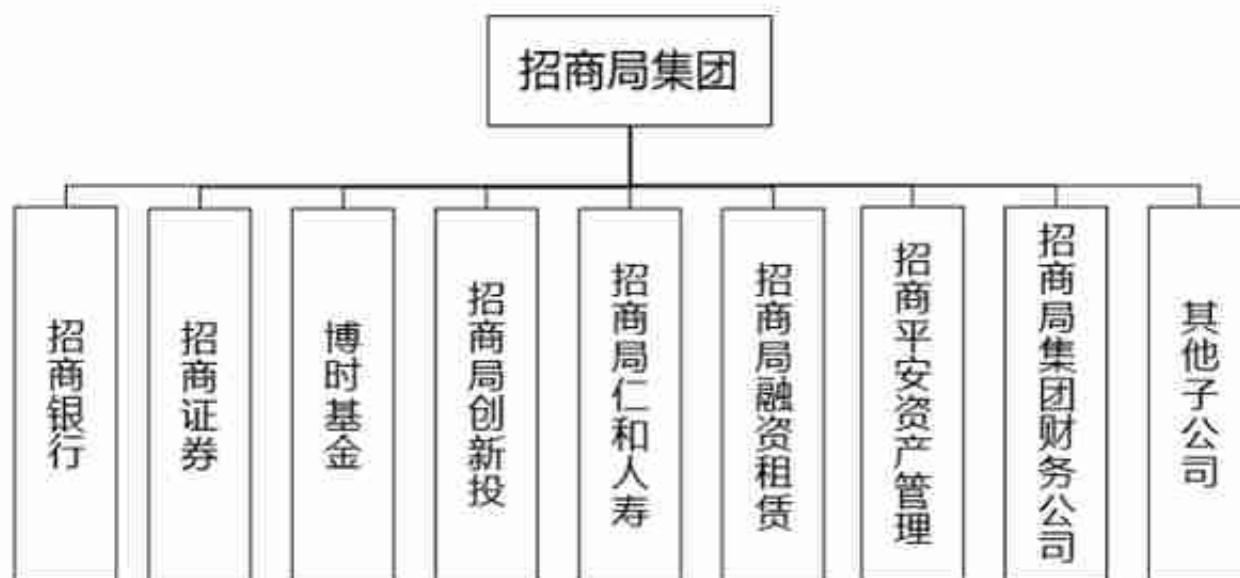 招商局集团
招商银行
招商证券
博时基金
招商局创新投
招商局仁和人寿
招商局融资租赁
招商平安资产管理
招商局集团财务公司
其他子公司